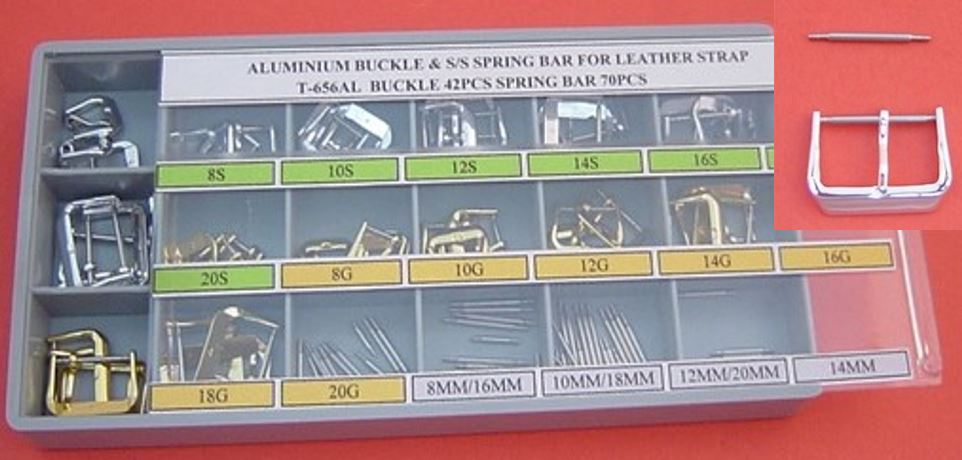 ALUMINIUM BUCKLE & S/S SPRING BAR FOR LEATHER STRAP
T-656AL BUCKLE 42PCS SPRING BAR 70PCS
8S 10S 12S 14S 16S
20S 8G 10G 12G 14G 16G
18G 20G 8MM/16MM 10MM/18MM 12MM/20MM 14MM